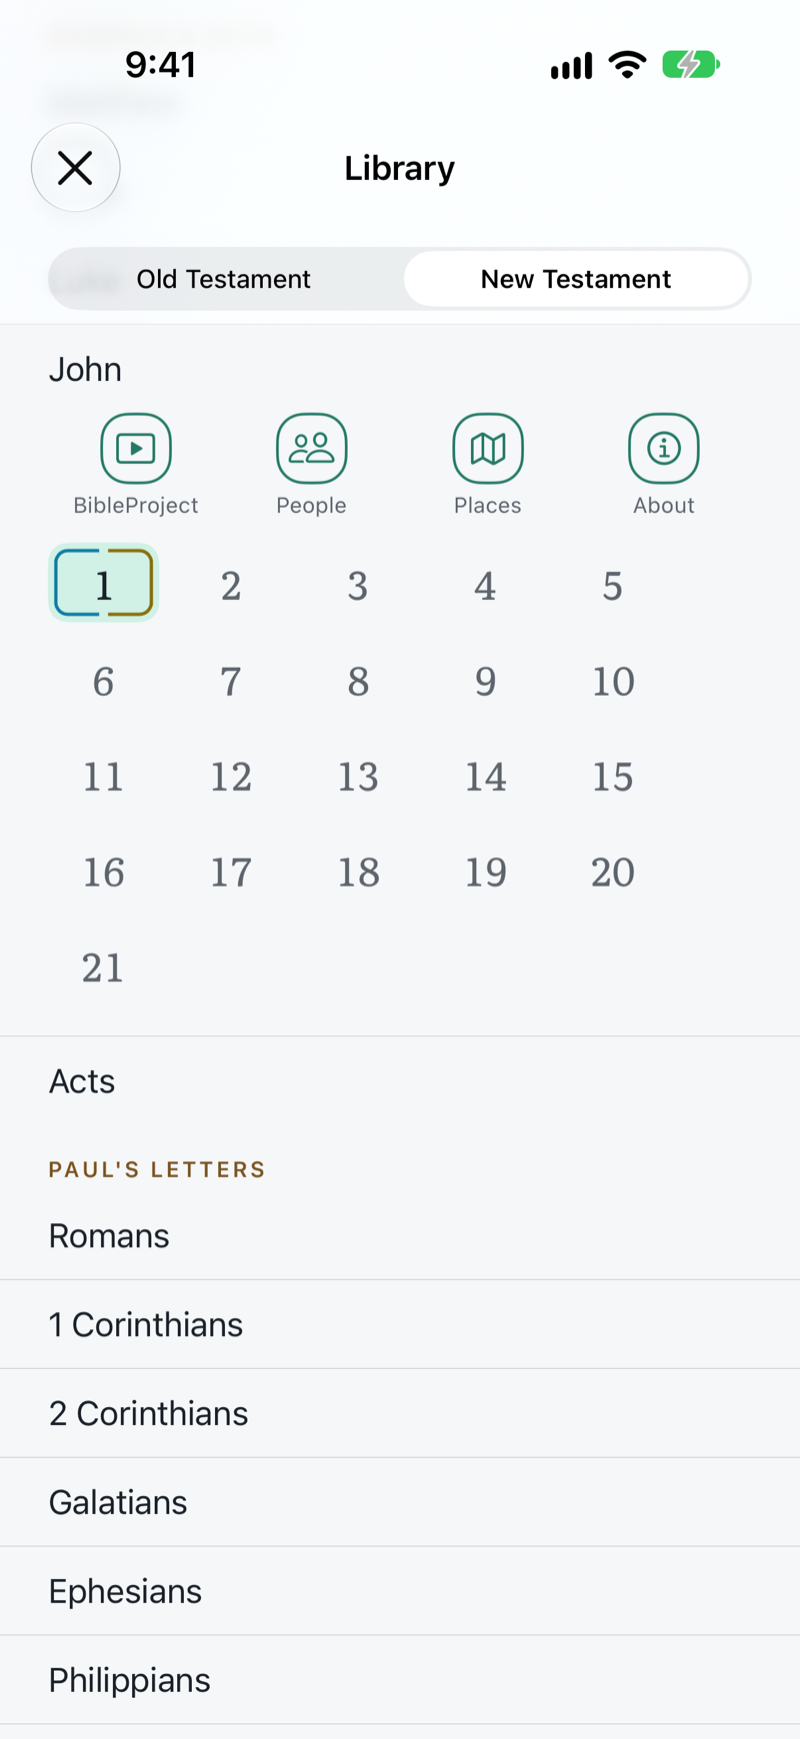 9:41
Library
Old Testament New Testament
John
BibleProject People Places About
1 2 3 4 5
6 7 8 9 10
11 12 13 14 15
16 17 18 19 20
21
Acts
PAUL'S LETTERS
Romans
1 Corinthians
2 Corinthians
Galatians
Ephesians
Philippians